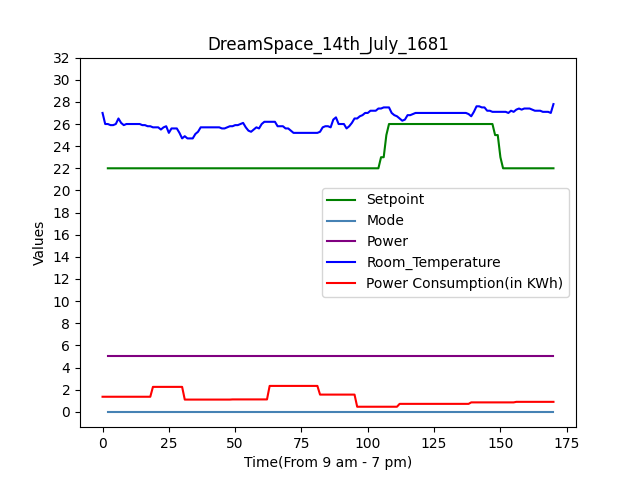 DreamSpace_14th_July_1681
32
30
28
26
24
22
20
18
16
14
12
10
8
6
4
2
0
Values
Setpoint
Mode
Power
Room_Temperature
Power Consumption(in KWh)
0 25 50 75 100 125 150 175
Time(From 9 am - 7 pm)